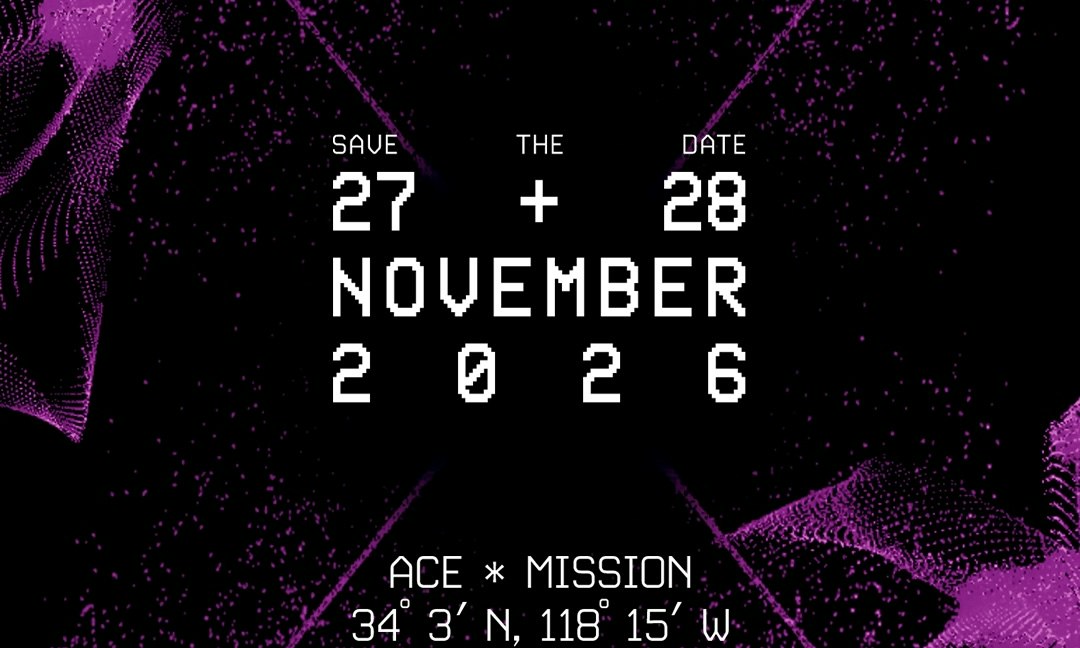 SAVE THE DATE
27 + 28
NOVEMBER
2 0 2 6
ACE * MISSION
34° 3′ N, 118° 15′ W